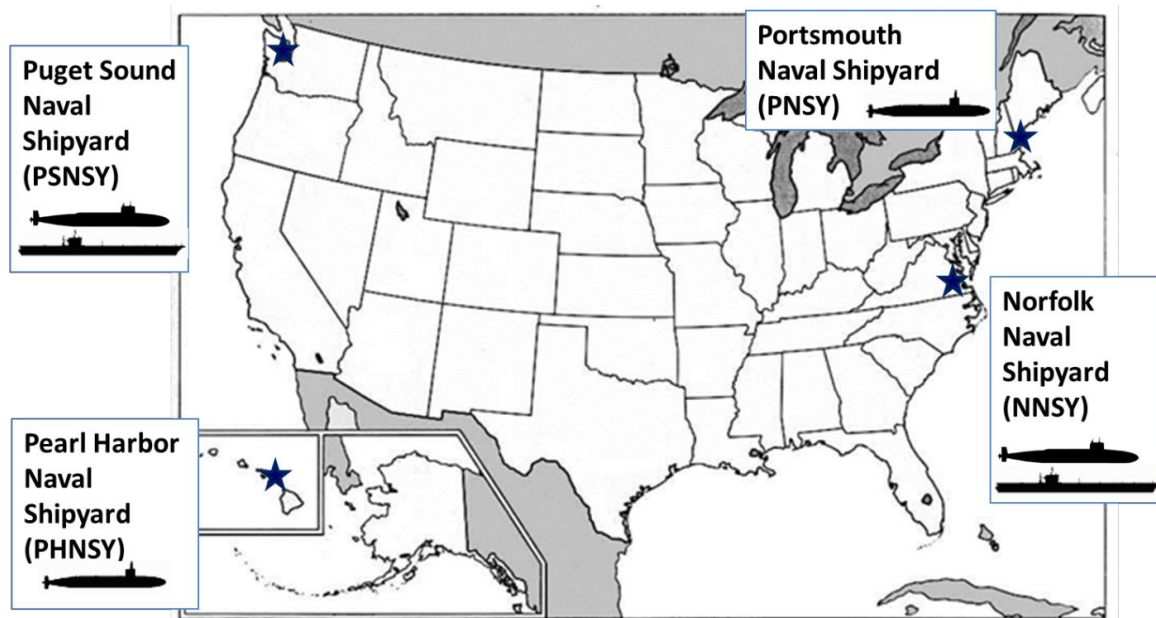 Puget Sound
Naval
Shipyard
(PSNSY)
Portsmouth
Naval Shipyard
(PNSY)
Norfolk
Naval
Shipyard
(NNSY)
Pearl Harbor
Naval
Shipyard
(PHNSY)